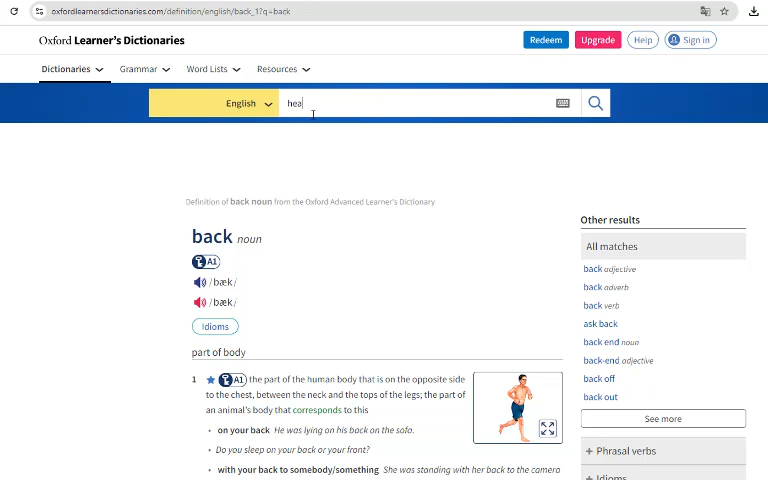 oxfordlearnersdictionaries.com/definition/english/back_1?q=back
Oxford Learner's Dictionaries
Redeem
Upgrade
Help
Sign in
Dictionaries
Grammar
Word Lists
Resources
English
hea
Definition of back noun from the Oxford Advanced Learner's Dictionary
back noun
A1
/bæk/
/bæk/
Idioms
part of body
1 A1 the part of the human body that is on the opposite side
to the chest, between the neck and the tops of the legs; the part of
an animal's body that corresponds to this
• on your back He was lying on his back on the sofa.
• Do you sleep on your back or your front?
• with your back to somebody/something She was standing with her back to the camera
Other results
All matches
back adjective
back adverb
back verb
ask back
back end noun
back-end adjective
back off
back out
See more
+ Phrasal verbs
+ Idioms